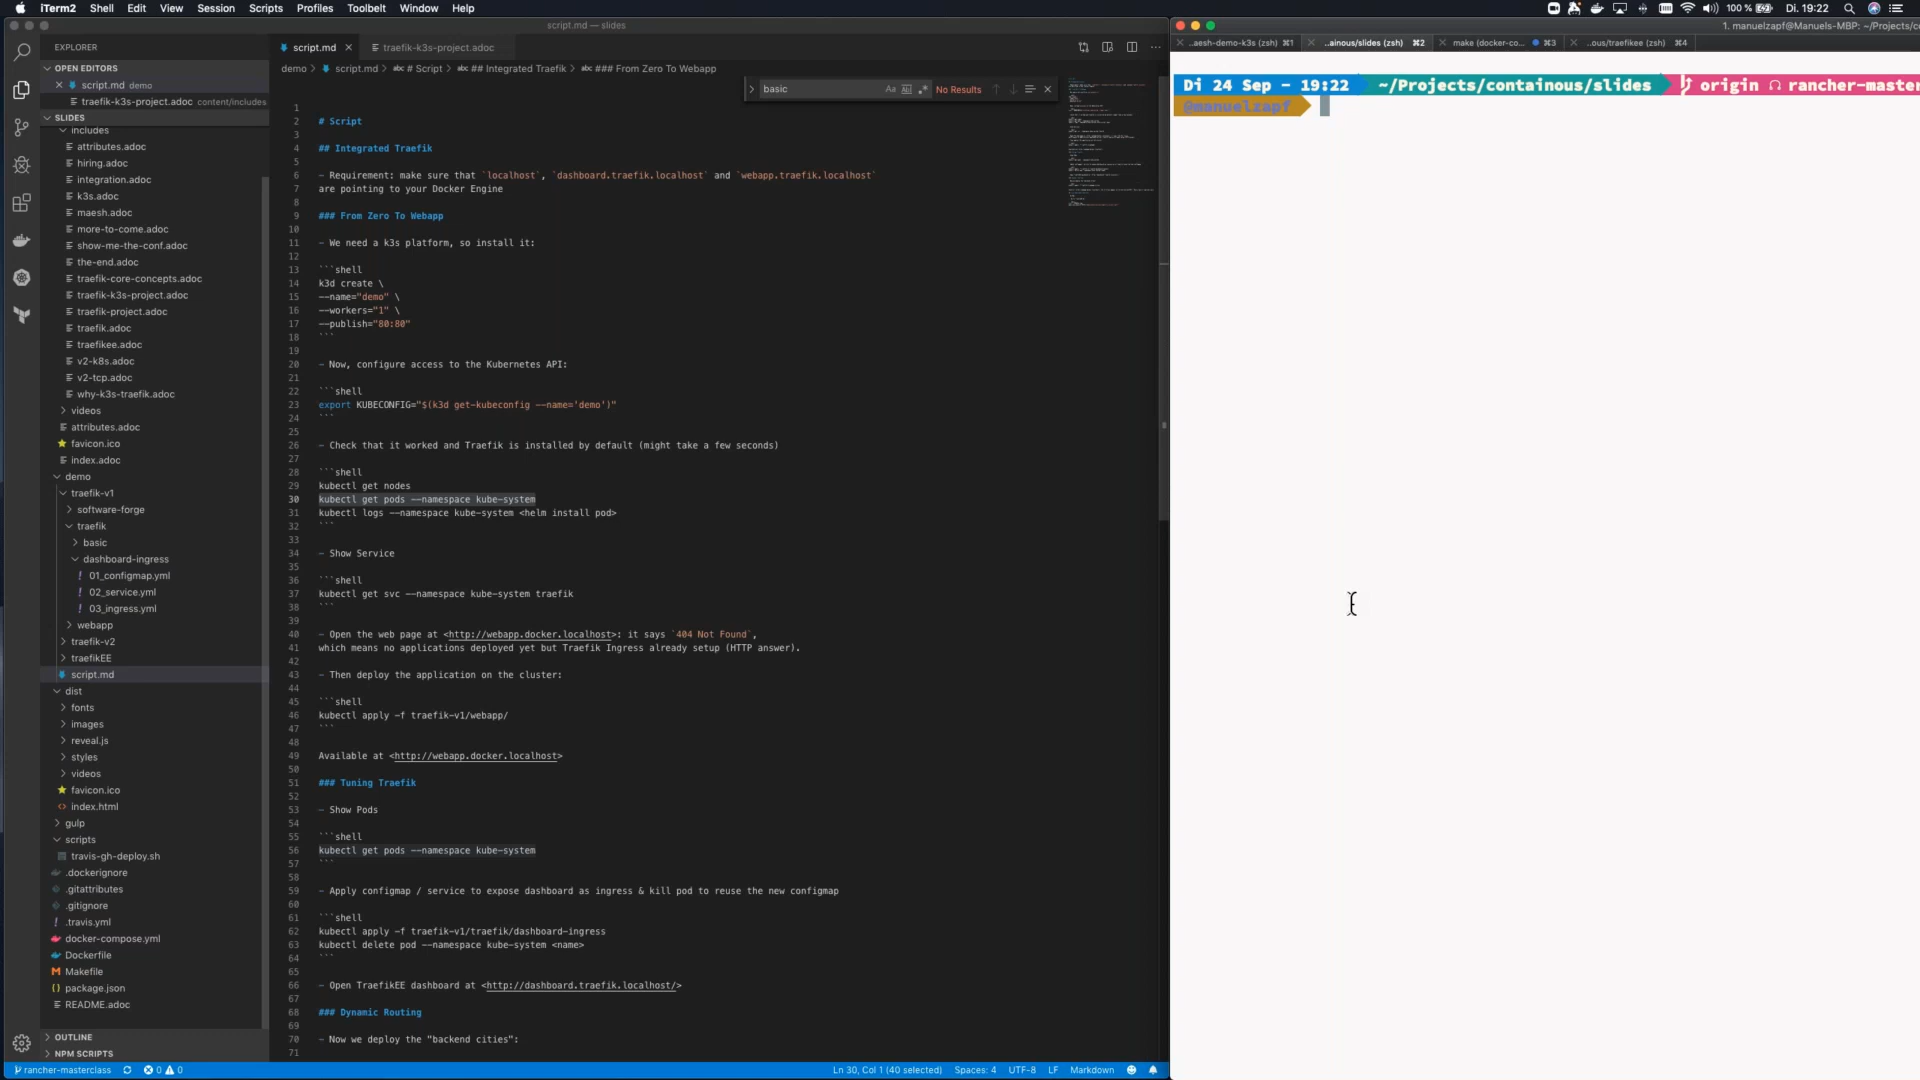 iTerm2 Shell Edit View Session Scripts Profiles Toolbelt Window Help
100 % Di. 19:22
script.md — slides
1. manuelzapf@Manuels-MBP: ~/Projects/co
EXPLORER
script.md
traefik-k3s-project.adoc
..aesh-demo-k3s (zsh) ⌘1
..ainous/slides (zsh) ⌘2
make (docker-co... ⌘3
..ous/traefikee (zsh) ⌘4
demo > script.md > # Script > ## Integrated Traefik > ### From Zero To Webapp
basic
No Results
OPEN EDITORS
script.md demo
traefik-k3s-project.adoc content/includes
SLIDES
includes
attributes.adoc
hiring.adoc
integration.adoc
k3s.adoc
maesh.adoc
more-to-come.adoc
show-me-the-conf.adoc
the-end.adoc
traefik-core-concepts.adoc
traefik-k3s-project.adoc
traefik-project.adoc
traefik.adoc
traefikee.adoc
v2-k8s.adoc
v2-tcp.adoc
why-k3s-traefik.adoc
videos
attributes.adoc
favicon.ico
index.adoc
demo
traefik-v1
software-forge
traefik
basic
dashboard-ingress
01_configmap.yml
02_service.yml
03_ingress.yml
webapp
traefik-v2
traefikEE
script.md
dist
fonts
images
reveal.js
styles
videos
favicon.ico
index.html
gulp
scripts
travis-gh-deploy.sh
.dockerignore
.gitattributes
.gitignore
.travis.yml
docker-compose.yml
Dockerfile
Makefile
package.json
README.adoc
OUTLINE
NPM SCRIPTS
1
2 # Script
3
4 ## Integrated Traefik
5
6 - Requirement: make sure that `localhost`, `dashboard.traefik.localhost` and `webapp.traefik.localhost`
7 are pointing to your Docker Engine
8
9 ### From Zero To Webapp
10
11 - We need a k3s platform, so install it:
12
13 ```shell
14 k3d create \
15 --name="demo" \
16 --workers="1" \
17 --publish="80:80"
18 ```
19
20 - Now, configure access to the Kubernetes API:
21
22 ```shell
23 export KUBECONFIG="$(k3d get-kubeconfig --name='demo')"
24 ```
25
26 - Check that it worked and Traefik is installed by default (might take a few seconds)
27
28 ```shell
29 kubectl get nodes
30 kubectl get pods --namespace kube-system
31 kubectl logs --namespace kube-system <helm install pod>
32 ```
33
34 - Show Service
35
36 ```shell
37 kubectl get svc --namespace kube-system traefik
38 ```
39
40 - Open the web page at <http://webapp.docker.localhost>: it says `404 Not Found`,
41 which means no applications deployed yet but Traefik Ingress already setup (HTTP answer).
42
43 - Then deploy the application on the cluster:
44
45 ```shell
46 kubectl apply -f traefik-v1/webapp/
47 ```
48
49 Available at <http://webapp.docker.localhost>
50
51 ### Tuning Traefik
52
53 - Show Pods
54
55 ```shell
56 kubectl get pods --namespace kube-system
57 ```
58
59 - Apply configmap / service to expose dashboard as ingress & kill pod to reuse the new configmap
60
61 ```shell
62 kubectl apply -f traefik-v1/traefik/dashboard-ingress
63 kubectl delete pod --namespace kube-system <name>
64 ```
65
66 - Open TraefikEE dashboard at <http://dashboard.traefik.localhost/>
67
68 ### Dynamic Routing
69
70 - Now we deploy the "backend cities":
71
Di 24 Sep - 19:22 ~/Projects/containous/slides origin rancher-master
@manuelzapf
rancher-masterclass 0 0
Ln 30, Col 1 (40 selected) Spaces: 4 UTF-8 LF Markdown